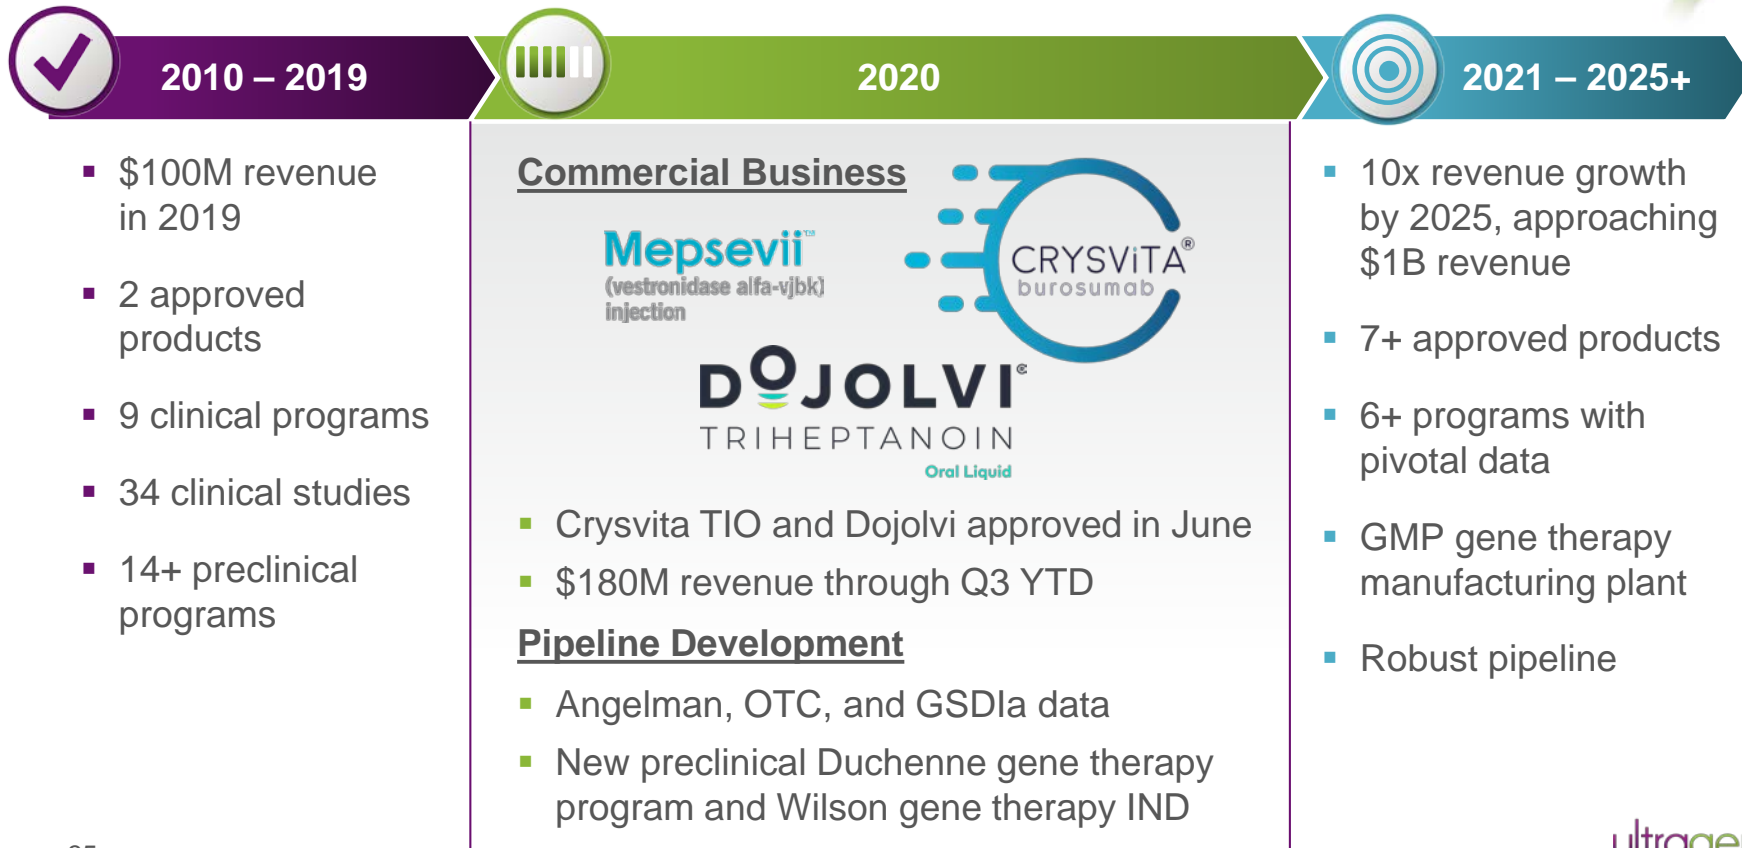 2010 – 2019
2020
2021 – 2025+
$100M revenue
in 2019
2 approved
products
9 clinical programs
34 clinical studies
14+ preclinical
programs
Commercial Business
Mepsevii™
(vestronidase alfa-vjbk)
injection
CRYSViTA®
burosumab
DOJOLVI®
TRIHEPTANOIN
Oral Liquid
Crysvita TIO and Dojolvi approved in June
$180M revenue through Q3 YTD
Pipeline Development
Angelman, OTC, and GSDIa data
New preclinical Duchenne gene therapy
program and Wilson gene therapy IND
10x revenue growth
by 2025, approaching
$1B revenue
7+ approved products
6+ programs with
pivotal data
GMP gene therapy
manufacturing plant
Robust pipeline